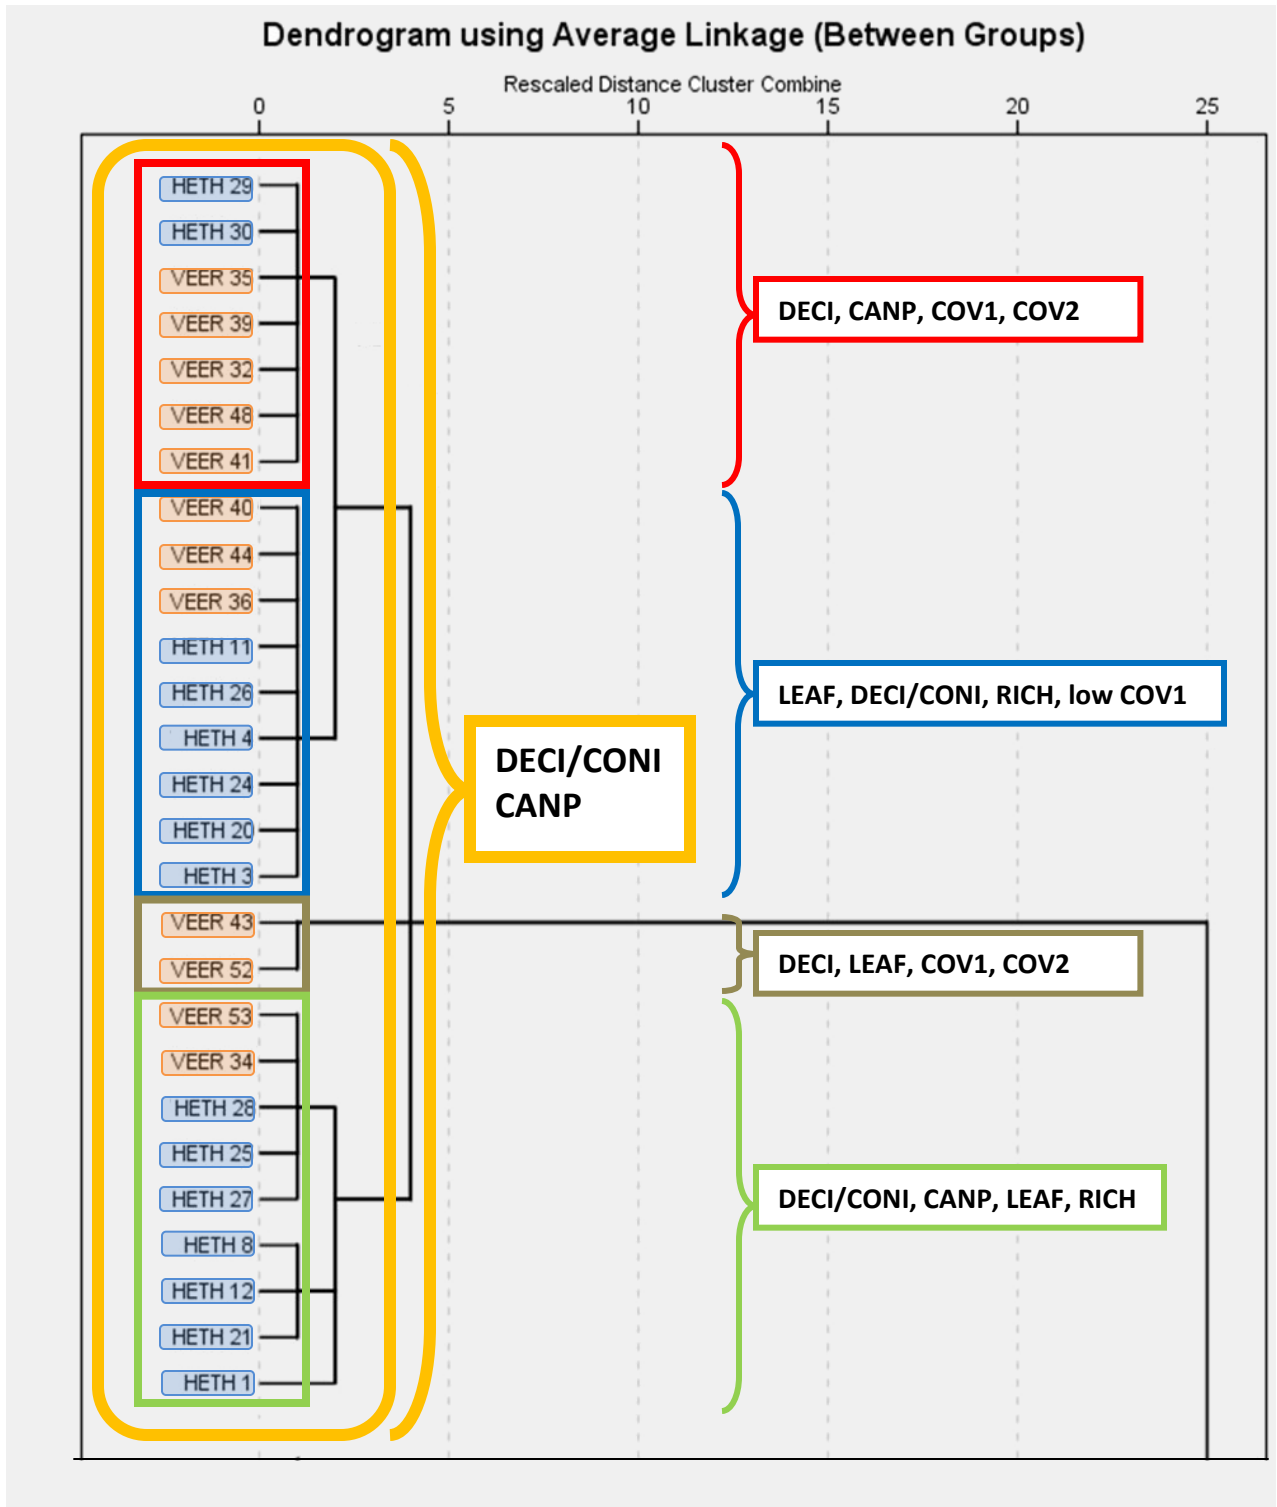 Dendrogram using Average Linkage (Between Groups)
Rescaled Distance Cluster Combine
0 5 10 15 20 25
HETH 29
HETH 30
VEER 35
VEER 39
VEER 32
VEER 48
VEER 41
DECI, CANP, COV1, COV2
VEER 40
VEER 44
VEER 36
HETH 11
HETH 26
HETH 4
HETH 24
HETH 20
HETH 3
LEAF, DECI/CONI, RICH, low COV1
DECI/CONI
CANP
VEER 43
VEER 52
DECI, LEAF, COV1, COV2
VEER 53
VEER 34
HETH 28
HETH 25
HETH 27
HETH 8
HETH 12
HETH 21
HETH 1
DECI/CONI, CANP, LEAF, RICH